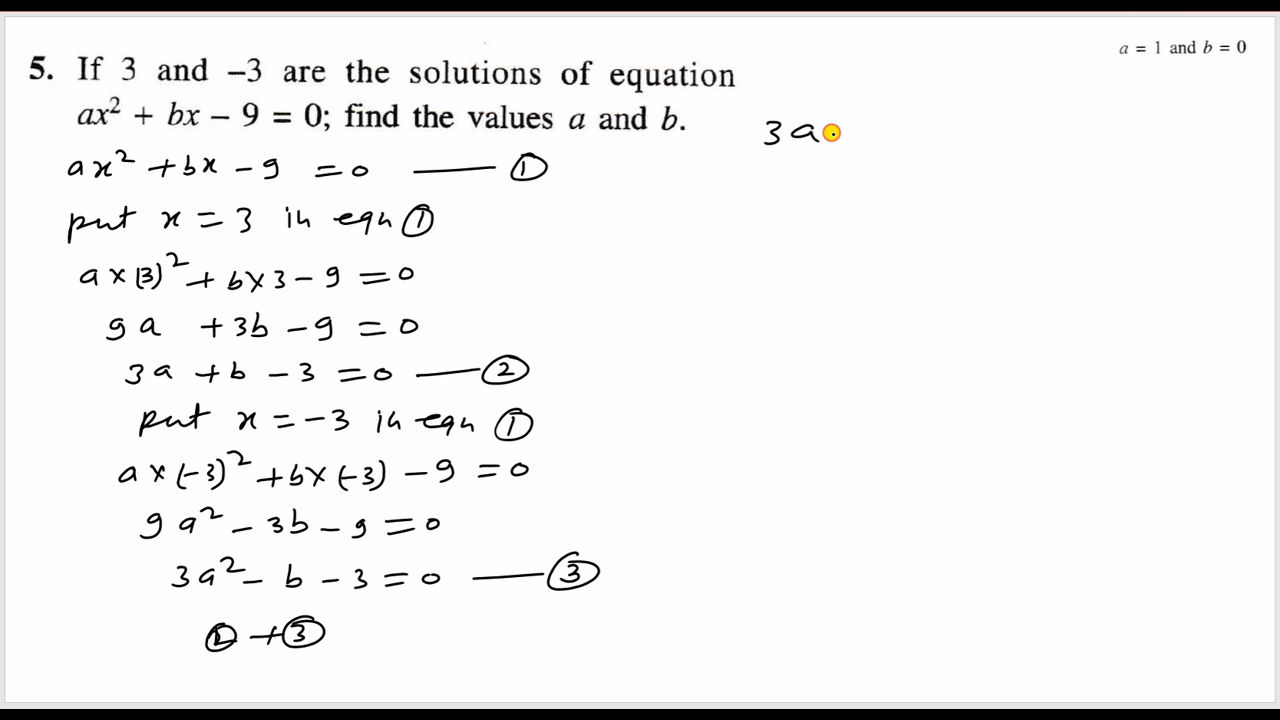 a = 1 and b = 0
5. If 3 and –3 are the solutions of equation
ax² + bx – 9 = 0; find the values a and b.
3a
ax² + bx - 9 = 0 —— ①
put x = 3 in eqn ①
a × (3)² + b × 3 - 9 = 0
9a + 3b - 9 = 0
3a + b - 3 = 0 —— ②
put x = -3 in eqn ①
a × (-3)² + b × (-3) - 9 = 0
9a² - 3b - 9 = 0
3a² - b - 3 = 0 —— ③
② + ③